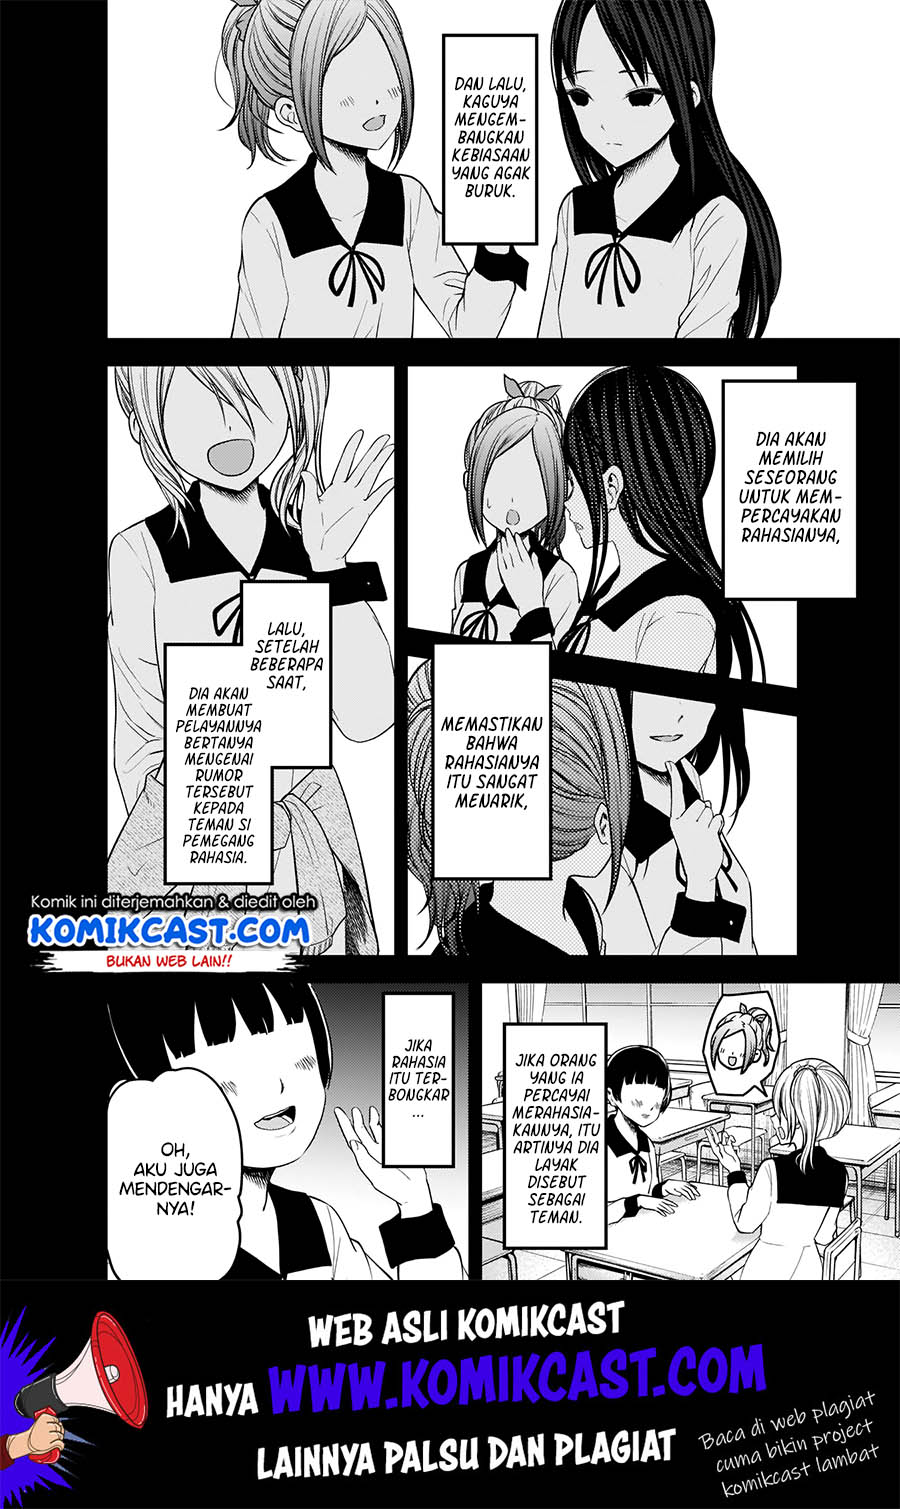 DAN LALU,
KAGUYA
MENGEM-
BANGKAN
KEBIASAAN
YANG AGAK
BURUK.
DIA AKAN
MEMILIH
SESEORANG
UNTUK MEM-
PERCAYAKAN
RAHASIANYA,
MEMASTIKAN
BAHWA
RAHASIANYA
ITU SANGAT
MENARIK,
LALU,
SETELAH
BEBERAPA
SAAT,
DIA AKAN
MEMBUAT
PELAYANNYA
BERTANYA
MENGENAI
RUMOR
TERSEBUT
KEPADA
TEMAN SI
PEMEGANG
RAHASIA.
Komik ini diterjemahkan & diedit oleh
KOMIKCAST.COM
BUKAN WEB LAIN!!
JIKA ORANG
YANG IA
PERCAYAI
MERAHASIA-
KANNYA, ITU
ARTINYA DIA
LAYAK
DISEBUT
SEBAGAI
TEMAN.
JIKA
RAHASIA
ITU TER-
BONGKAR
...
OH,
AKU JUGA
MENDENGAR-
NYA!
WEB ASLI KOMIKCAST
HANYA WWW.KOMIKCAST.COM
LAINNYA PALSU DAN PLAGIAT
Baca di web plagiat
cuma bikin project
komikcast lambat